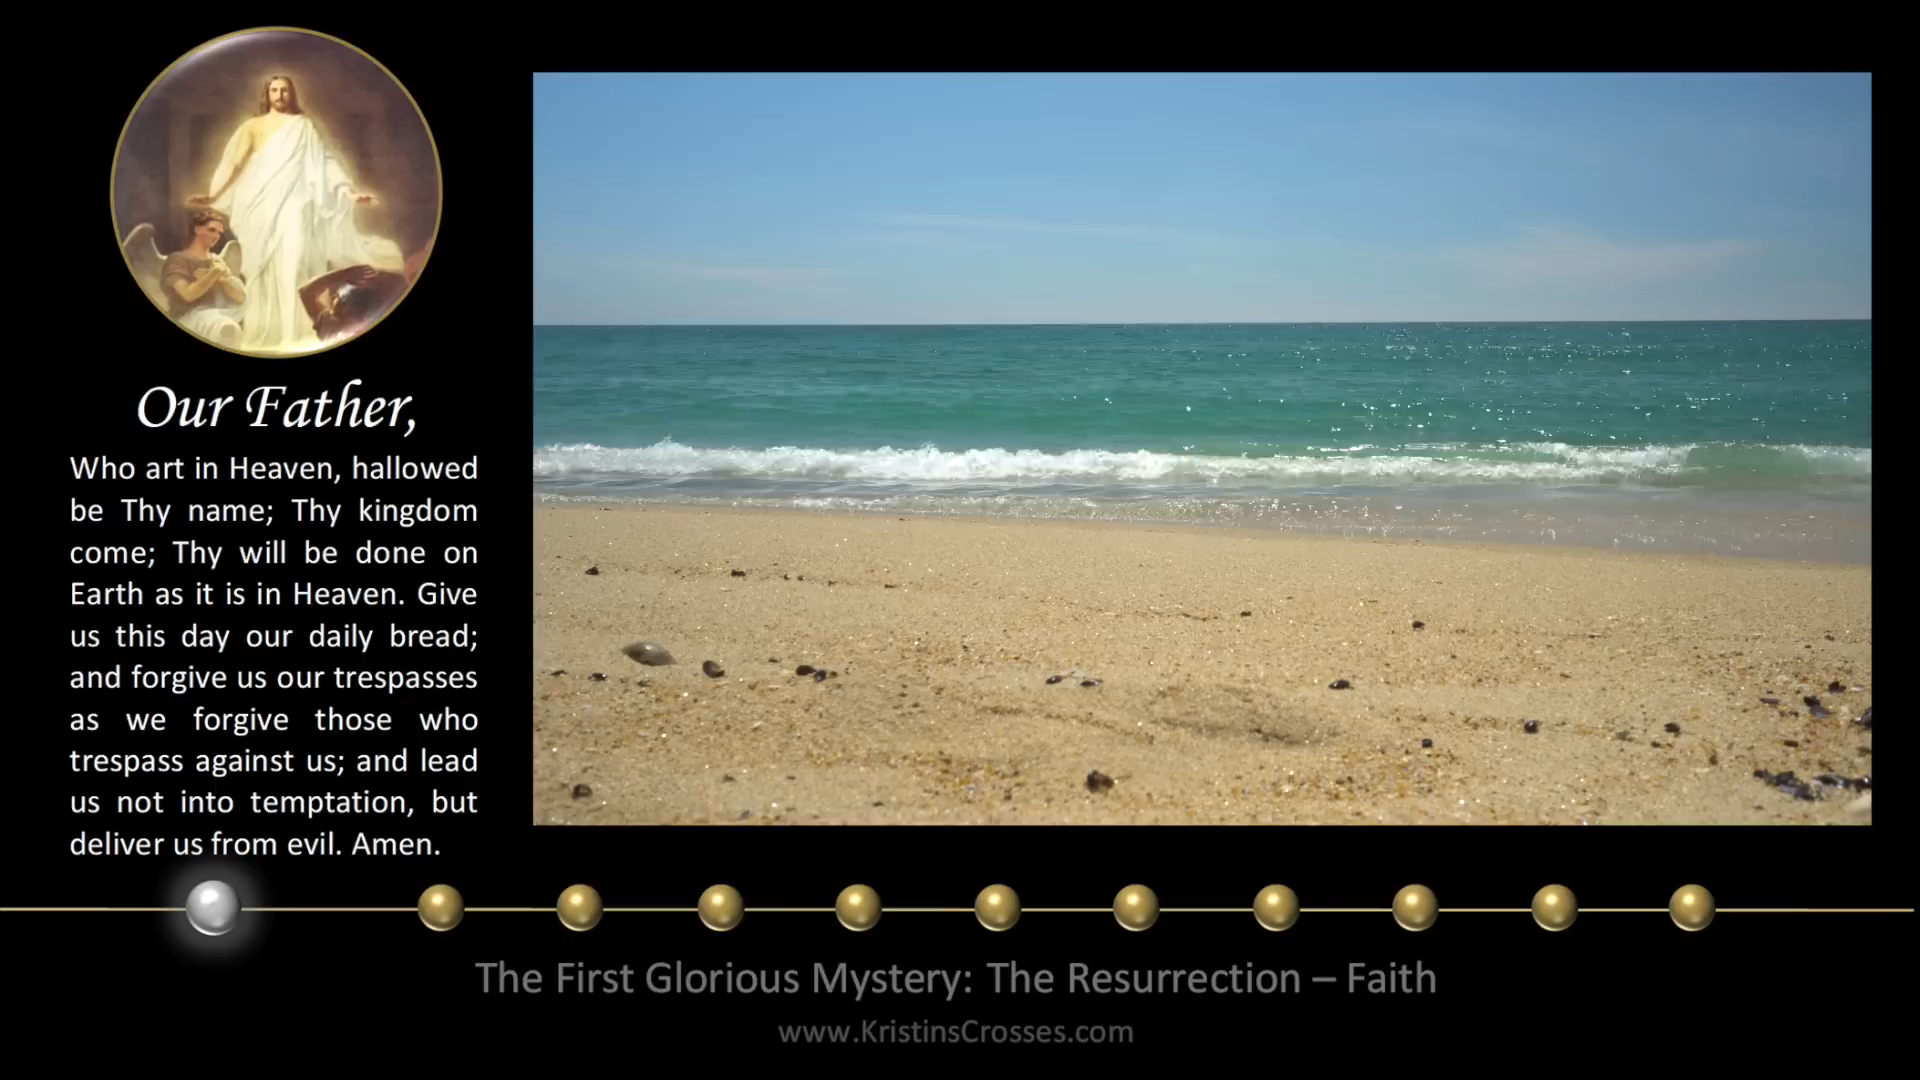 Our Father,
Who art in Heaven, hallowed
be Thy name; Thy kingdom
come; Thy will be done on
Earth as it is in Heaven. Give
us this day our daily bread;
and forgive us our trespasses
as we forgive those who
trespass against us; and lead
us not into temptation, but
deliver us from evil. Amen.
The First Glorious Mystery: The Resurrection – Faith
www.KristinsCrosses.com